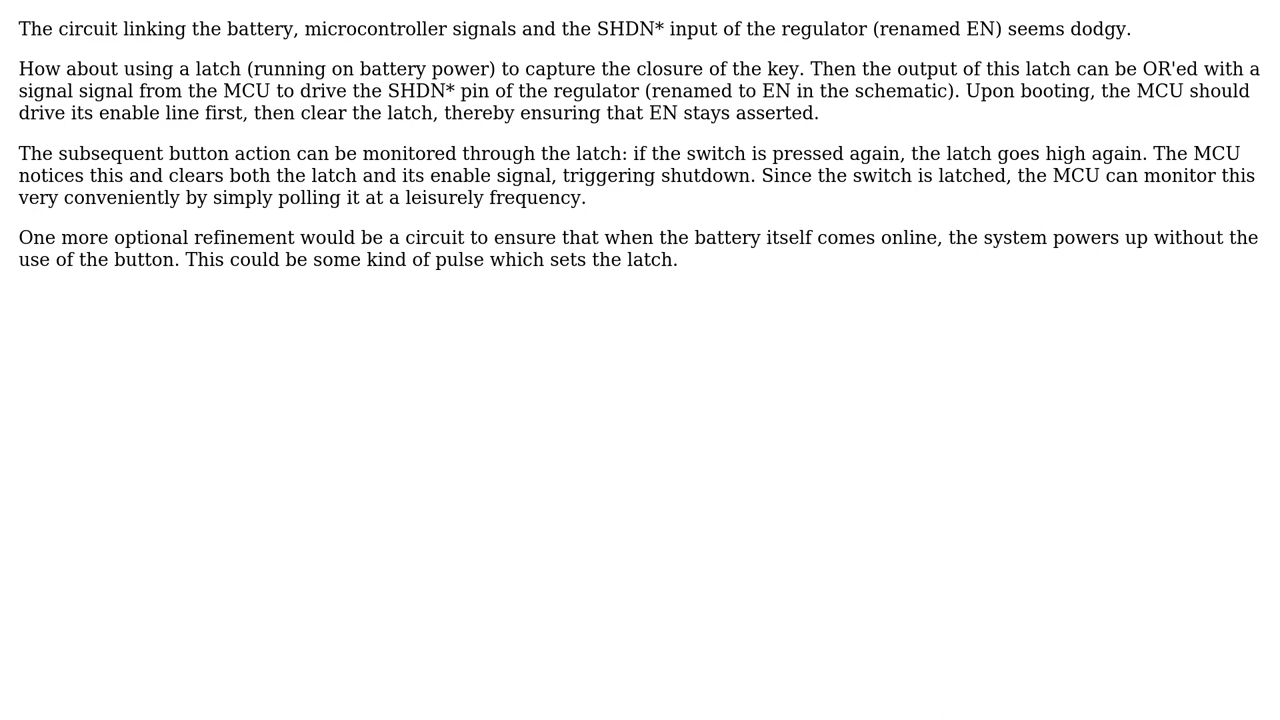 The circuit linking the battery, microcontroller signals and the SHDN* input of the regulator (renamed EN) seems dodgy.
How about using a latch (running on battery power) to capture the closure of the key. Then the output of this latch can be OR'ed with a
signal signal from the MCU to drive the SHDN* pin of the regulator (renamed to EN in the schematic). Upon booting, the MCU should
drive its enable line first, then clear the latch, thereby ensuring that EN stays asserted.
The subsequent button action can be monitored through the latch: if the switch is pressed again, the latch goes high again. The MCU
notices this and clears both the latch and its enable signal, triggering shutdown. Since the switch is latched, the MCU can monitor this
very conveniently by simply polling it at a leisurely frequency.
One more optional refinement would be a circuit to ensure that when the battery itself comes online, the system powers up without the
use of the button. This could be some kind of pulse which sets the latch.